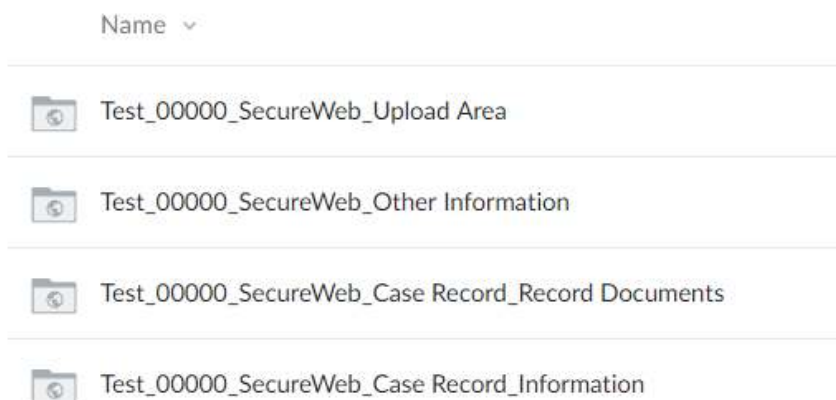 Name
Test_00000_SecureWeb_Upload Area
Test_00000_SecureWeb_Other Information
Test_00000_SecureWeb_Case Record_Record Documents
Test_00000_SecureWeb_Case Record_Information